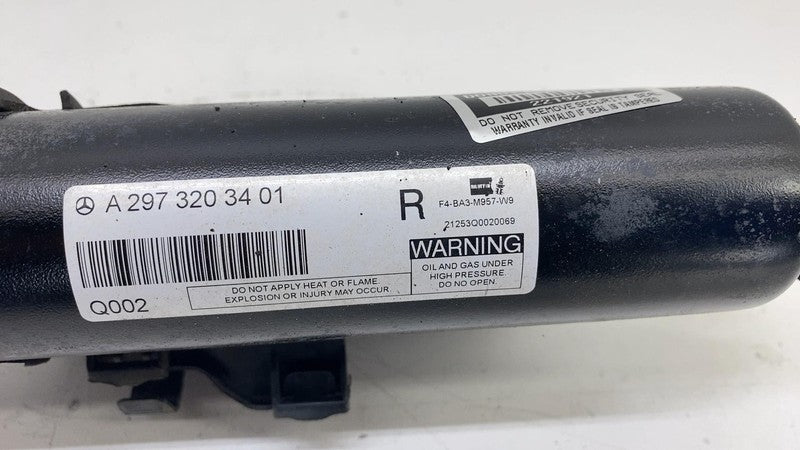 DO NOT REMOVE SECURITY SEAL
WARRANTY INVALID IF SEAL IS TAMPERED
A 297 320 34 01
R
F4-BA3-M957-W9
21253Q0020069
WARNING
OIL AND GAS UNDER
HIGH PRESSURE.
DO NO OPEN.
Q002
DO NOT APPLY HEAT OR FLAME.
EXPLOSION OR INJURY MAY OCCUR